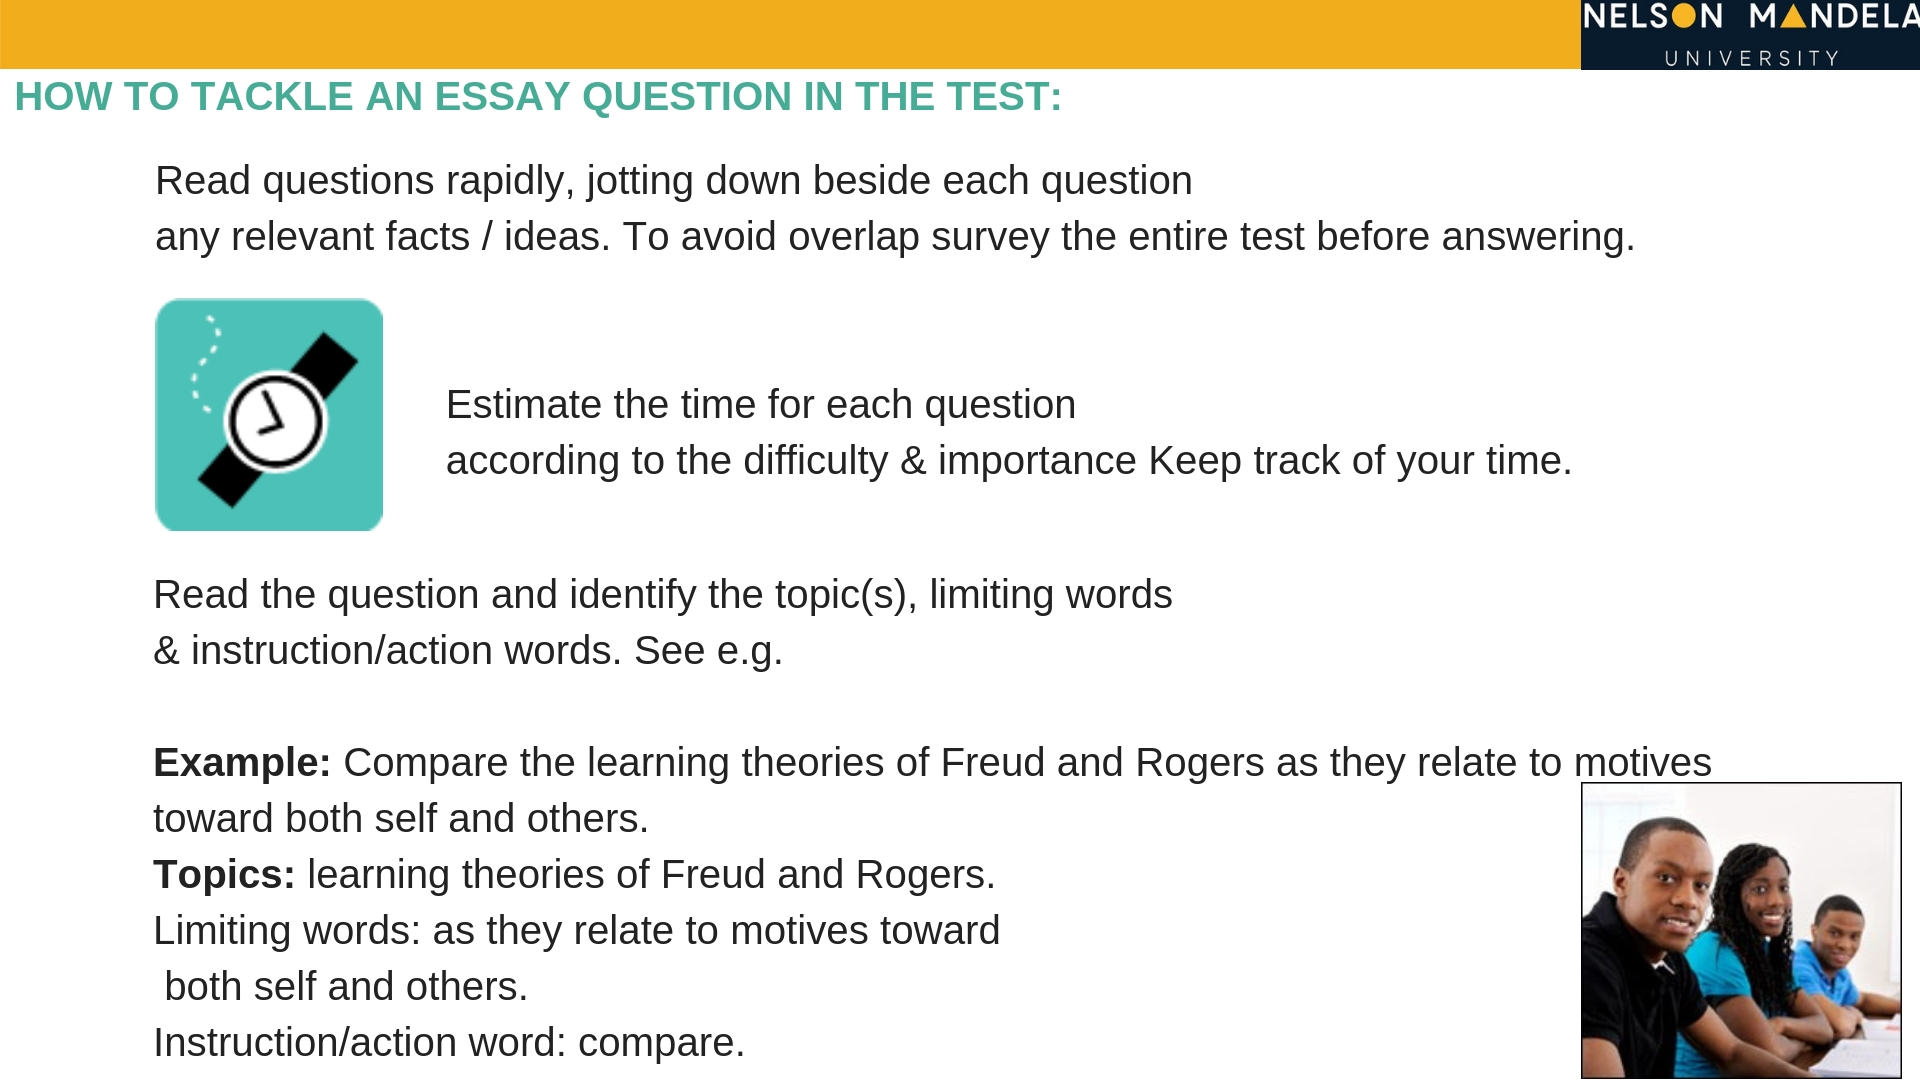 NELSON MANDELA
UNIVERSITY
HOW TO TACKLE AN ESSAY QUESTION IN THE TEST:
Read questions rapidly, jotting down beside each question
any relevant facts / ideas. To avoid overlap survey the entire test before answering.
Estimate the time for each question
according to the difficulty & importance Keep track of your time.
Read the question and identify the topic(s), limiting words
& instruction/action words. See e.g.
Example: Compare the learning theories of Freud and Rogers as they relate to motives
toward both self and others.
Topics: learning theories of Freud and Rogers.
Limiting words: as they relate to motives toward
both self and others.
Instruction/action word: compare.